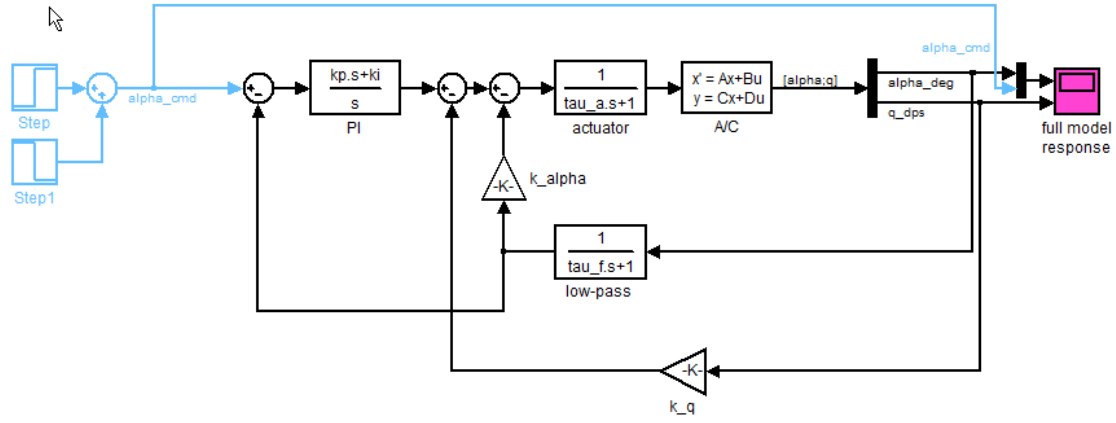 alpha_cmd
kp.s+ki
s
PI
1
tau_a.s+1
actuator
x' = Ax+Bu
y = Cx+Du
A/C
[alpha;q]
alpha_deg
q_dps
full model
response
Step
alpha_cmd
Step1
-K-
k_alpha
1
tau_f.s+1
low-pass
-K-
k_q